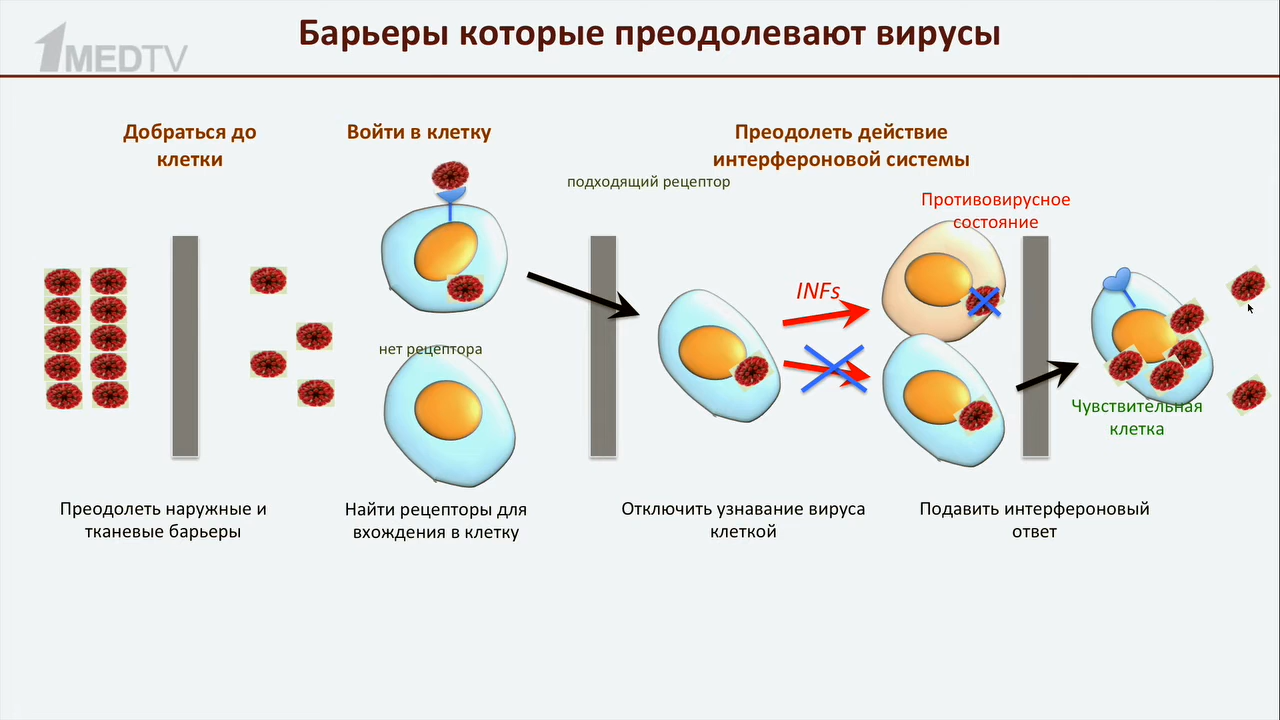 1MEDTV
Барьеры которые преодолевают вирусы
Добраться до
клетки
Войти в клетку
Преодолеть действие
интерфероновой системы
подходящий рецептор
Противовирусное
состояние
INFs
нет рецептора
Чувствительная
клетка
Преодолеть наружные и
тканевые барьеры
Найти рецепторы для
вхождения в клетку
Отключить узнавание вируса
клеткой
Подавить интерфероновый
ответ